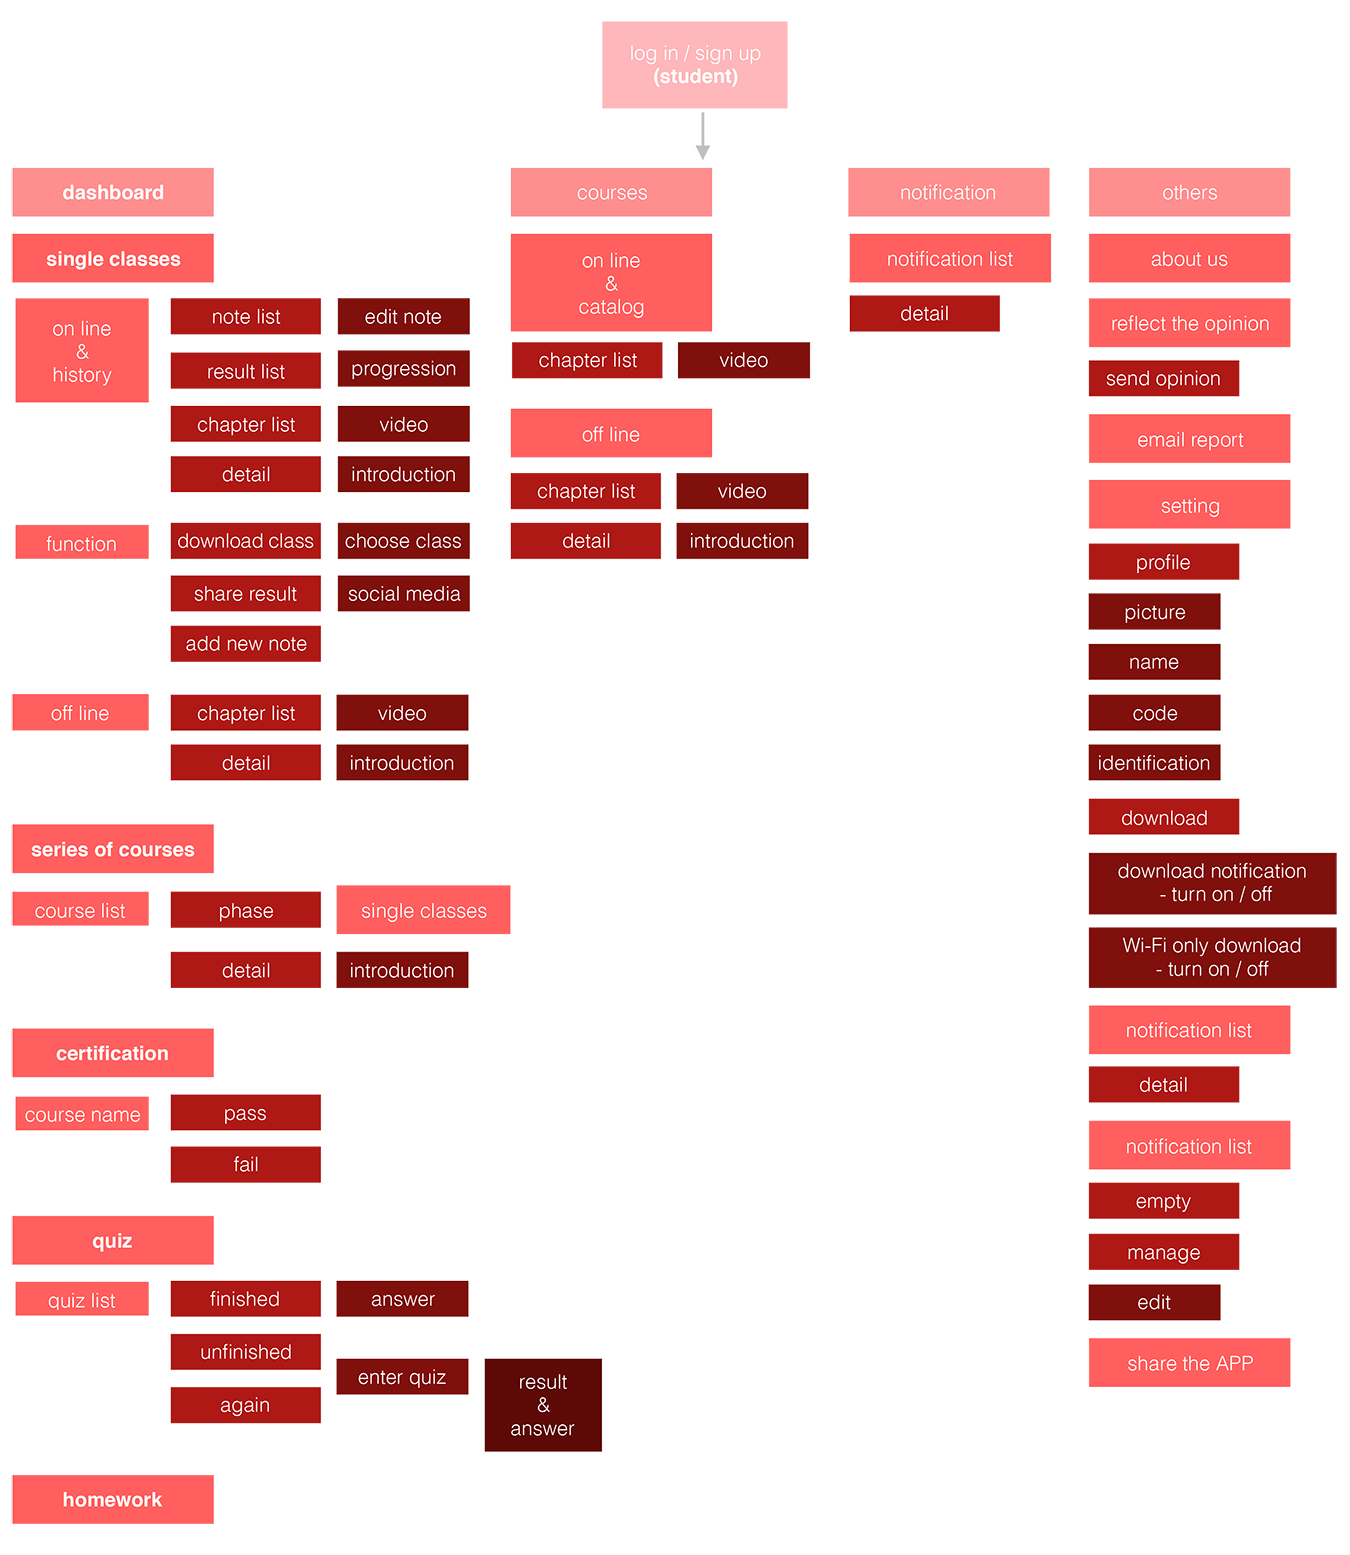 log in / sign up
(student)
dashboard
single classes
on line
&
history
note list
edit note
result list
progression
chapter list
video
detail
introduction
function
download class
choose class
share result
social media
add new note
off line
chapter list
video
detail
introduction
series of courses
course list
phase
single classes
detail
introduction
certification
course name
pass
fail
quiz
quiz list
finished
answer
unfinished
again
enter quiz
result
&
answer
homework
courses
on line
&
catalog
chapter list
video
off line
chapter list
video
detail
introduction
notification
notification list
detail
others
about us
reflect the opinion
send opinion
email report
setting
profile
picture
name
code
identification
download
download notification
- turn on / off
Wi-Fi only download
- turn on / off
notification list
detail
notification list
empty
manage
edit
share the APP